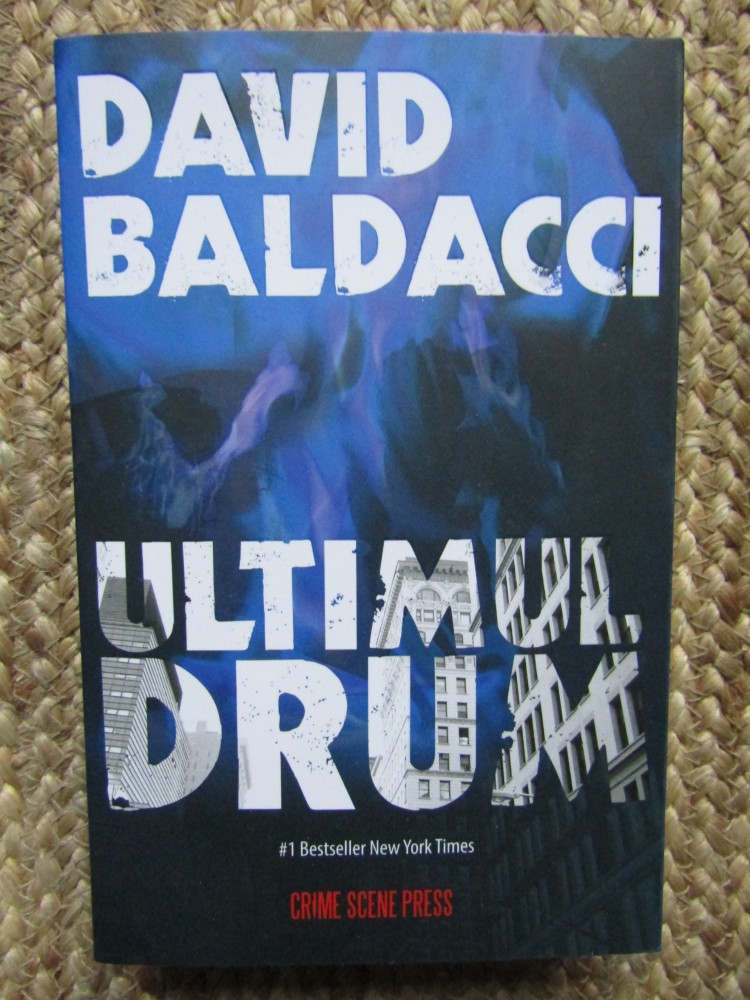 DAVID
BALDACCI
ULTIMUL
DRUM
#1 Bestseller New York Times
CRIME SCENE PRESS